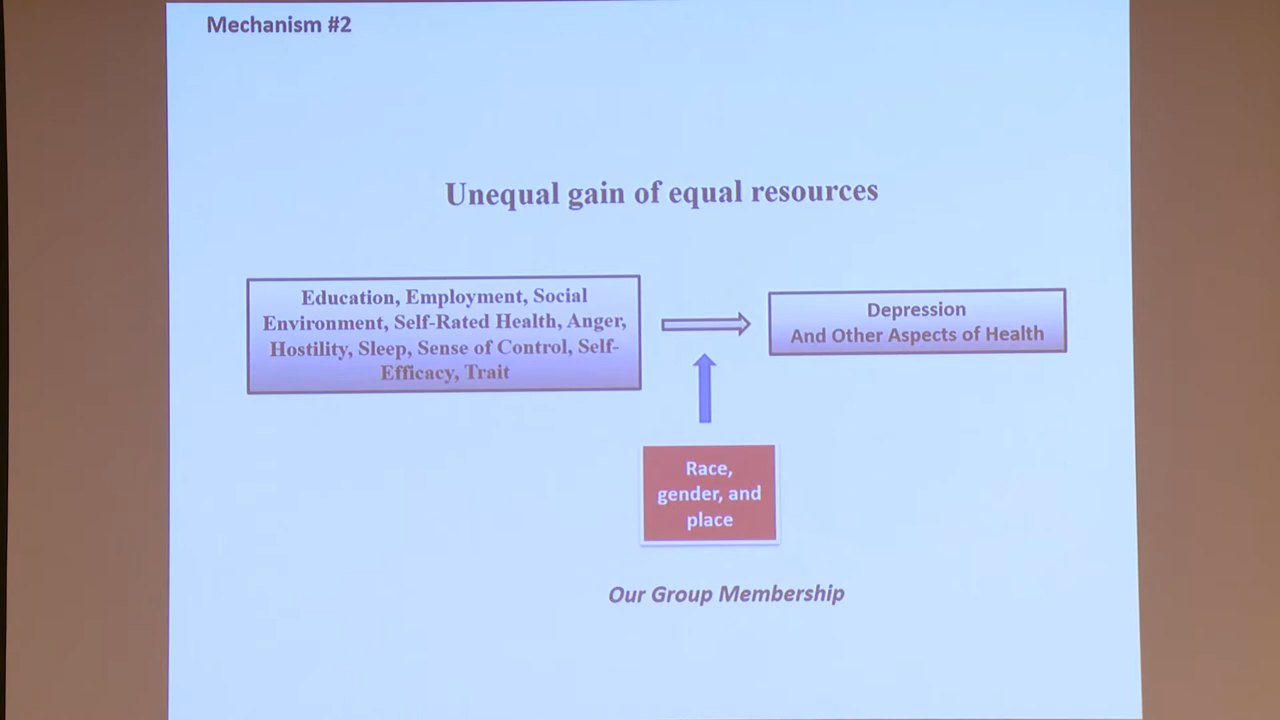 Mechanism #2
Unequal gain of equal resources
Education, Employment, Social
Environment, Self-Rated Health, Anger,
Hostility, Sleep, Sense of Control, Self-
Efficacy, Trait
Depression
And Other Aspects of Health
Race,
gender, and
place
Our Group Membership